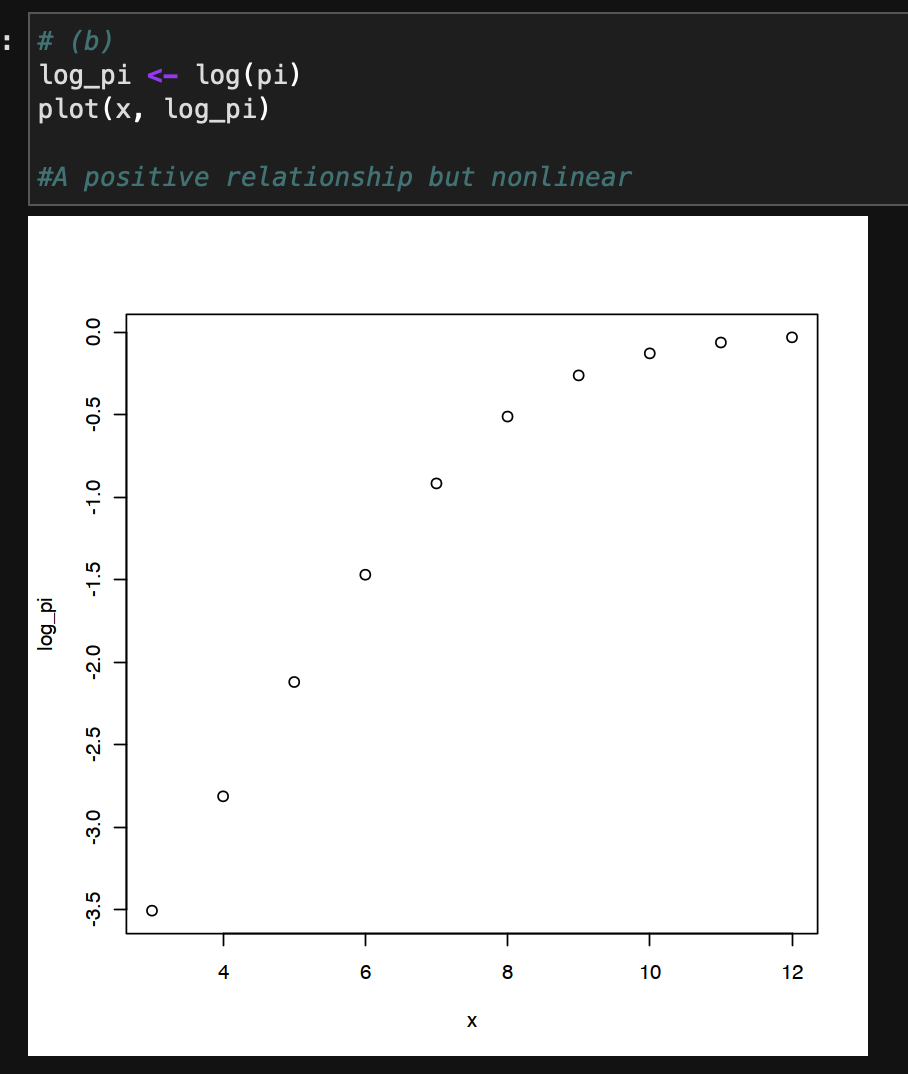 :
# (b)
log_pi <- log(pi)
plot(x, log_pi)
#A positive relationship but nonlinear
0.0
-0.5
-1.0
-1.5
-2.0
-2.5
-3.0
-3.5
log_pi
4 6 8 10 12
x